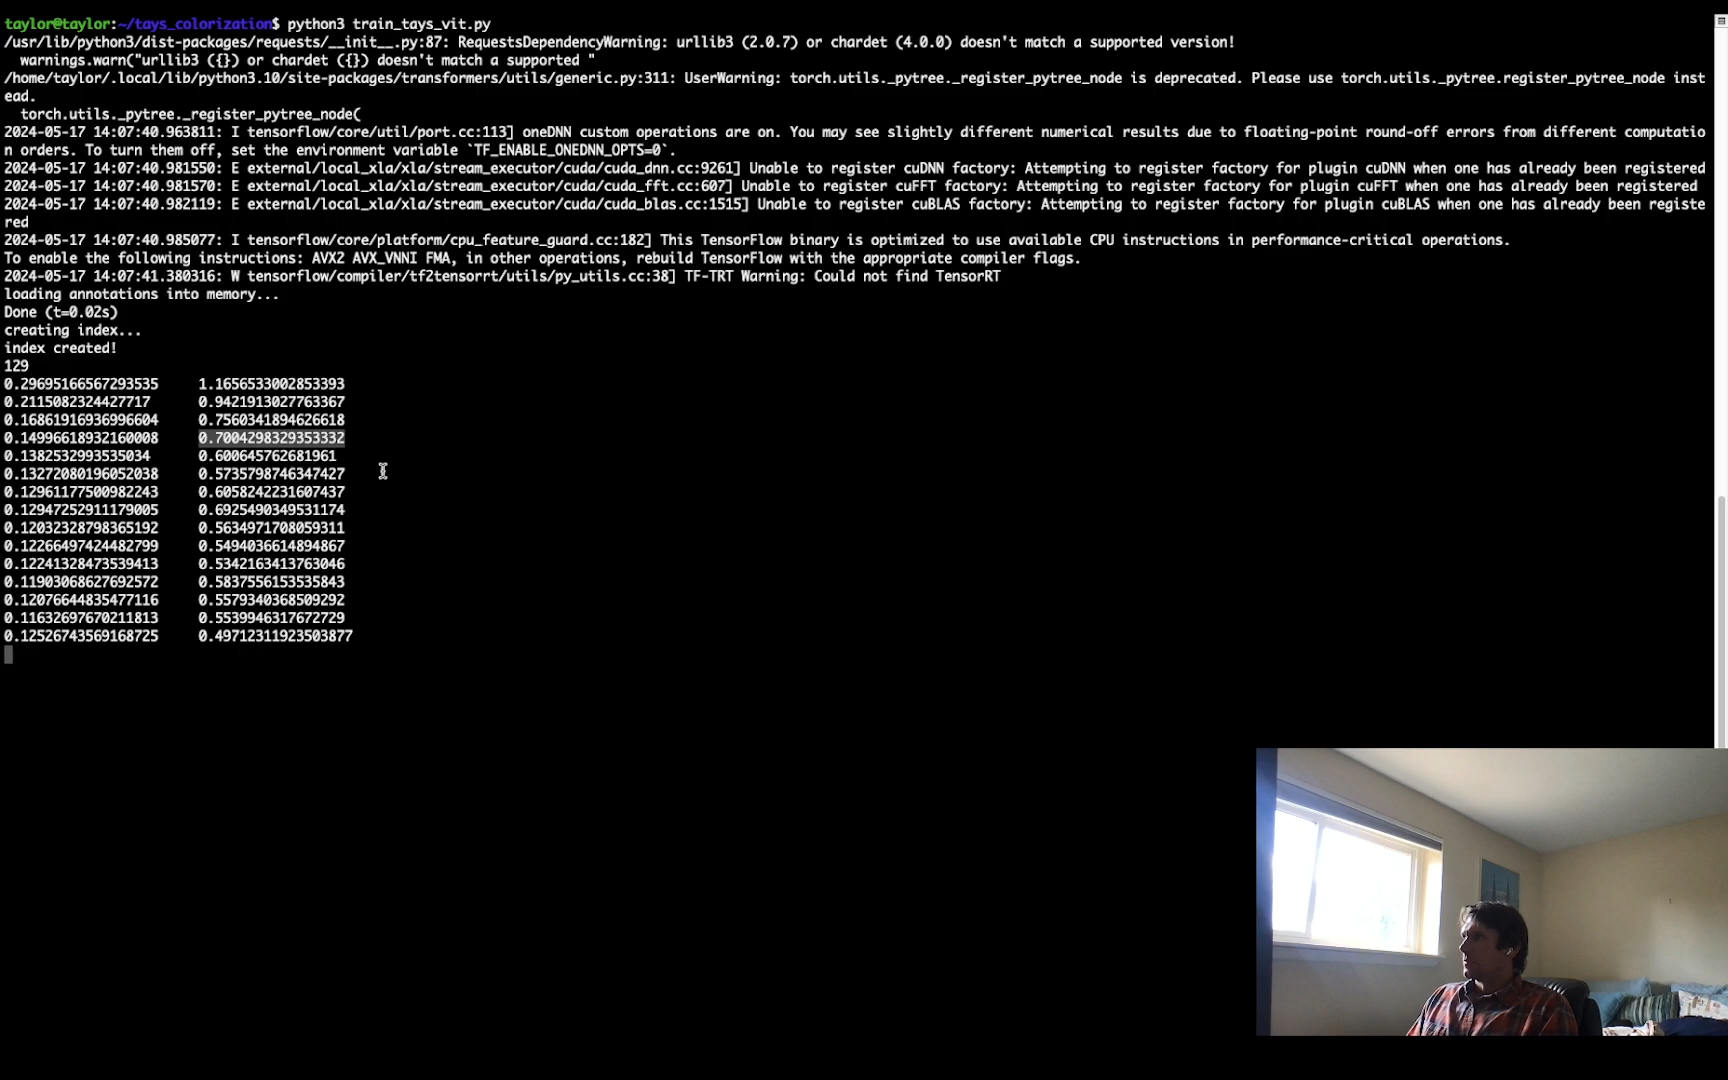 taylor@taylor:~/tays_colorization$ python3 train_tays_vit.py
/usr/lib/python3/dist-packages/requests/__init__.py:87: RequestsDependencyWarning: urllib3 (2.0.7) or chardet (4.0.0) doesn't match a supported version!
  warnings.warn("urllib3 ({}) or chardet ({}) doesn't match a supported "
/home/taylor/.local/lib/python3.10/site-packages/transformers/utils/generic.py:311: UserWarning: torch.utils._pytree._register_pytree_node is deprecated. Please use torch.utils._pytree.register_pytree_node inst
ead.
  torch.utils._pytree._register_pytree_node(
2024-05-17 14:07:40.963811: I tensorflow/core/util/port.cc:113] oneDNN custom operations are on. You may see slightly different numerical results due to floating-point round-off errors from different computatio
n orders. To turn them off, set the environment variable `TF_ENABLE_ONEDNN_OPTS=0`.
2024-05-17 14:07:40.981550: E external/local_xla/xla/stream_executor/cuda/cuda_dnn.cc:9261] Unable to register cuDNN factory: Attempting to register factory for plugin cuDNN when one has already been registered
2024-05-17 14:07:40.981570: E external/local_xla/xla/stream_executor/cuda/cuda_fft.cc:607] Unable to register cuFFT factory: Attempting to register factory for plugin cuFFT when one has already been registered
2024-05-17 14:07:40.982119: E external/local_xla/xla/stream_executor/cuda/cuda_blas.cc:1515] Unable to register cuBLAS factory: Attempting to register factory for plugin cuBLAS when one has already been registe
red
2024-05-17 14:07:40.985077: I tensorflow/core/platform/cpu_feature_guard.cc:182] This TensorFlow binary is optimized to use available CPU instructions in performance-critical operations.
To enable the following instructions: AVX2 AVX_VNNI FMA, in other operations, rebuild TensorFlow with the appropriate compiler flags.
2024-05-17 14:07:41.380316: W tensorflow/compiler/tf2tensorrt/utils/py_utils.cc:38] TF-TRT Warning: Could not find TensorRT
loading annotations into memory...
Done (t=0.02s)
creating index...
index created!
129
0.29695166567293535     1.1656533002853393
0.2115082324427717      0.9421913027763367
0.16861916936996604     0.7560341894626618
0.14996618932160008     0.7004298329353332
0.1382532993535034      0.600645762681961
0.13272080196052038     0.5735798746347427
0.12961177500982243     0.6058242231607437
0.12947252911179005     0.6925490349531174
0.12032328798365192     0.5634971708059311
0.12266497424482799     0.5494036614894867
0.12241328473539413     0.5342163413763046
0.11903068627692572     0.5837556153535843
0.12076644835477116     0.5579340368509292
0.11632697670211813     0.5539946317672729
0.12526743569168725     0.49712311923503877